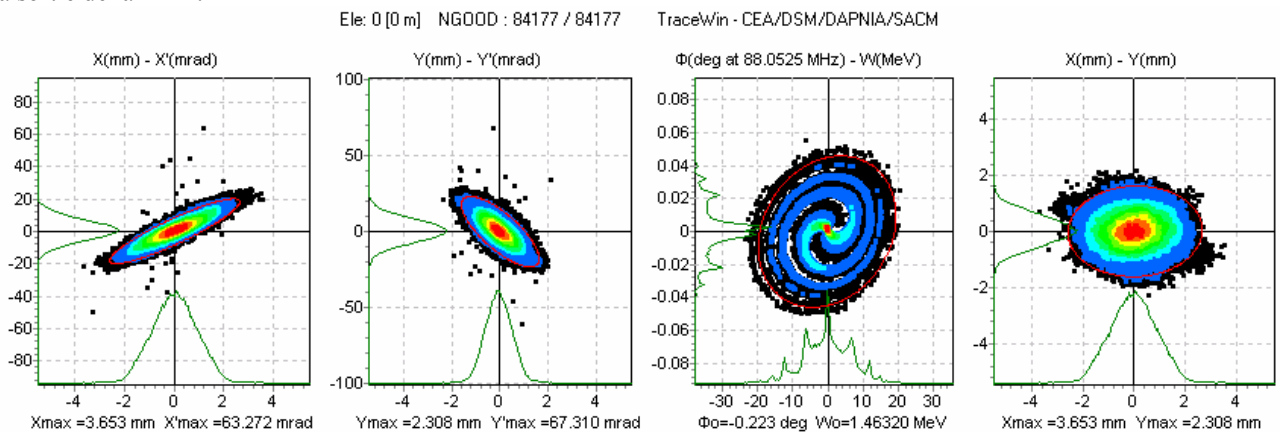 Ele: 0 [0 m] NGOOD : 84177 / 84177 TraceWin - CEA/DSM/DAPNIA/SACM
X(mm) - X'(mrad)
80
60
40
20
0
-20
-40
-60
-80
-4 -2 0 2 4
Xmax =3.653 mm X'max =63.272 mrad
Y(mm) - Y'(mrad)
100
50
0
-50
-100
-4 -2 0 2 4
Ymax =2.308 mm Y'max =67.310 mrad
Φ(deg at 88.0525 MHz) - W(MeV)
0.08
0.06
0.04
0.02
0
-0.02
-0.04
-0.06
-0.08
-30 -20 -10 0 10 20 30
Φo=-0.223 deg Wo=1.46320 MeV
X(mm) - Y(mm)
4
2
0
-2
-4
-4 -2 0 2 4
Xmax =3.653 mm Ymax =2.308 mm